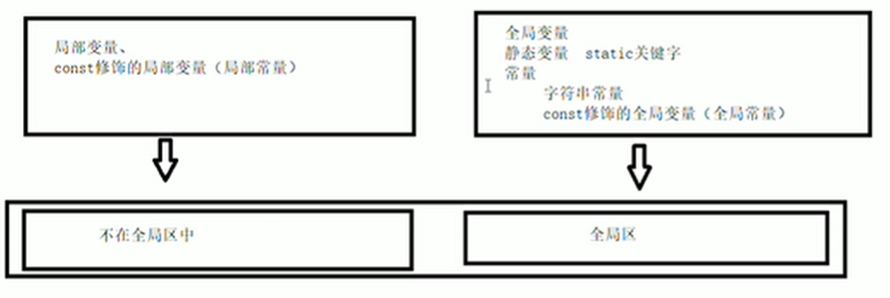 局部变量、
const修饰的局部变量（局部常量）
全局变量
静态变量 static关键字
常量
字符串常量
const修饰的全局变量（全局常量）
不在全局区中
全局区